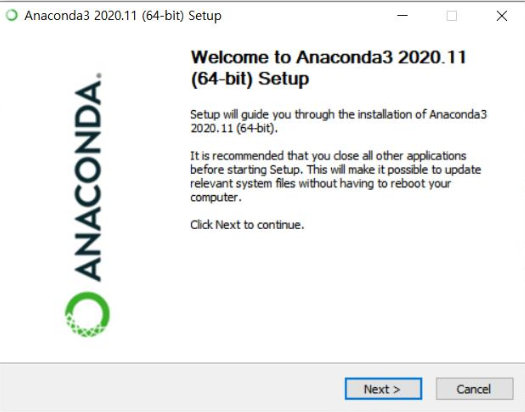 Anaconda3 2020.11 (64-bit) Setup
Welcome to Anaconda3 2020.11
(64-bit) Setup
Setup will guide you through the installation of Anaconda3
2020.11 (64-bit).
It is recommended that you close all other applications
before starting Setup. This will make it possible to update
relevant system files without having to reboot your
computer.
Click Next to continue.
ANACONDA.
Next >
Cancel